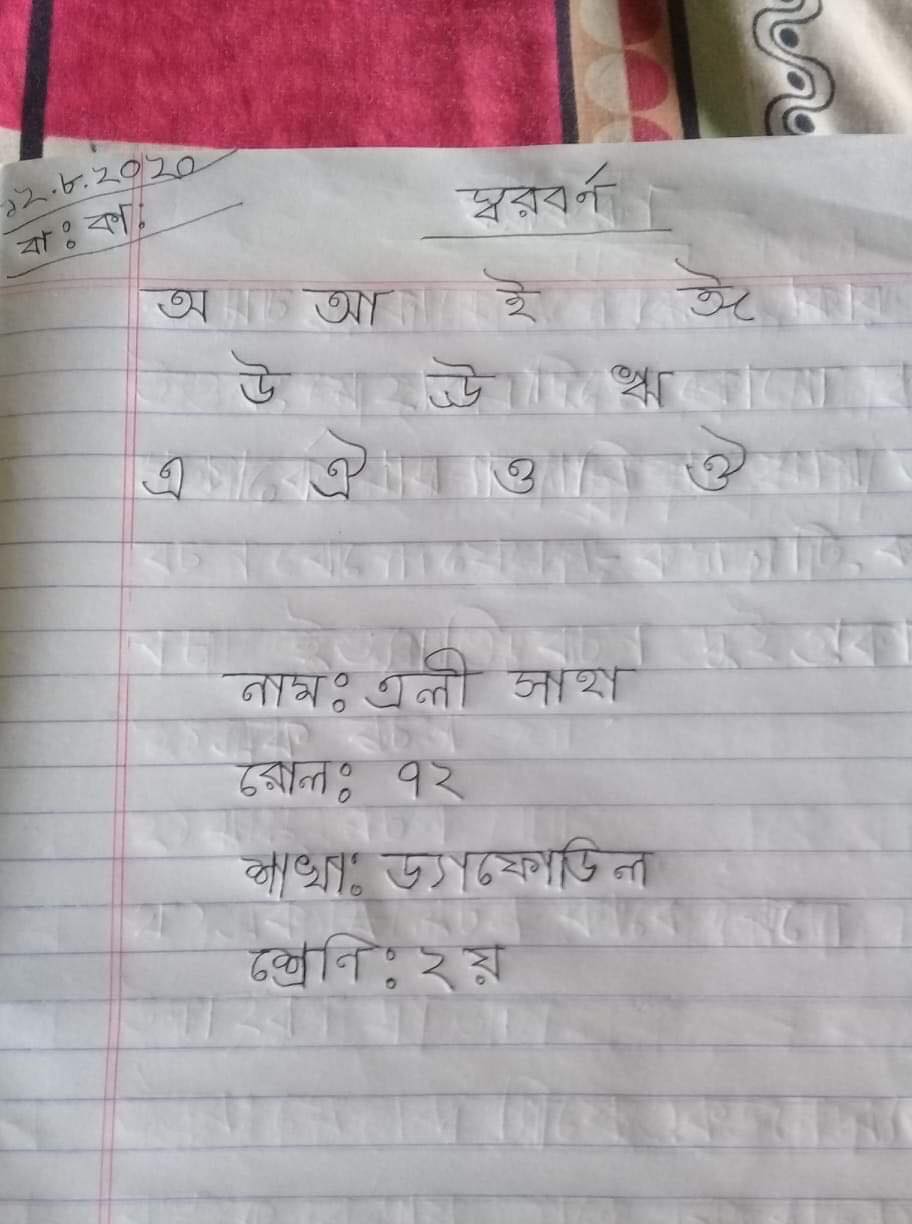 ১২.৮.২০২০
বা: কা:
স্বরবর্ণ
অ আ ই ঈ
উ ঊ ঋ
এ ঐ ও ঔ
নাম: এলী সাহা
রোল: ৭২
শাখা: ড্যাফোডিল
শ্রেনি: ২য়